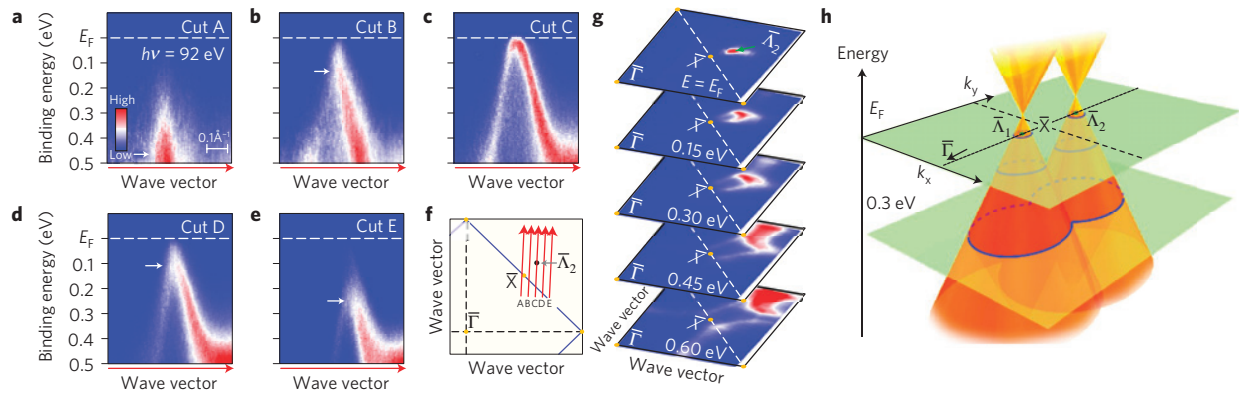 a
Cut A
Binding energy (eV)
E_F
hν = 92 eV
0.1
0.2
0.3
0.4
0.5
High
Low
0.1Å⁻¹
Wave vector
b
Cut B
Wave vector
c
Cut C
Wave vector
d
Cut D
Binding energy (eV)
E_F
0.1
0.2
0.3
0.4
0.5
Wave vector
e
Cut E
Wave vector
f
Wave vector
X̅
Λ̅₂
ABCDE
Γ̅
Wave vector
g
Λ̅₂
X̅
Γ̅
E = E_F
X̅
Γ̅
0.15 eV
X̅
Γ̅
0.30 eV
X̅
Γ̅
0.45 eV
X̅
Γ̅
0.60 eV
Wave vector
Wave vector
h
Energy
k_y
E_F
Λ̅₁
X̅
Λ̅₂
Γ̅
k_x
0.3 eV